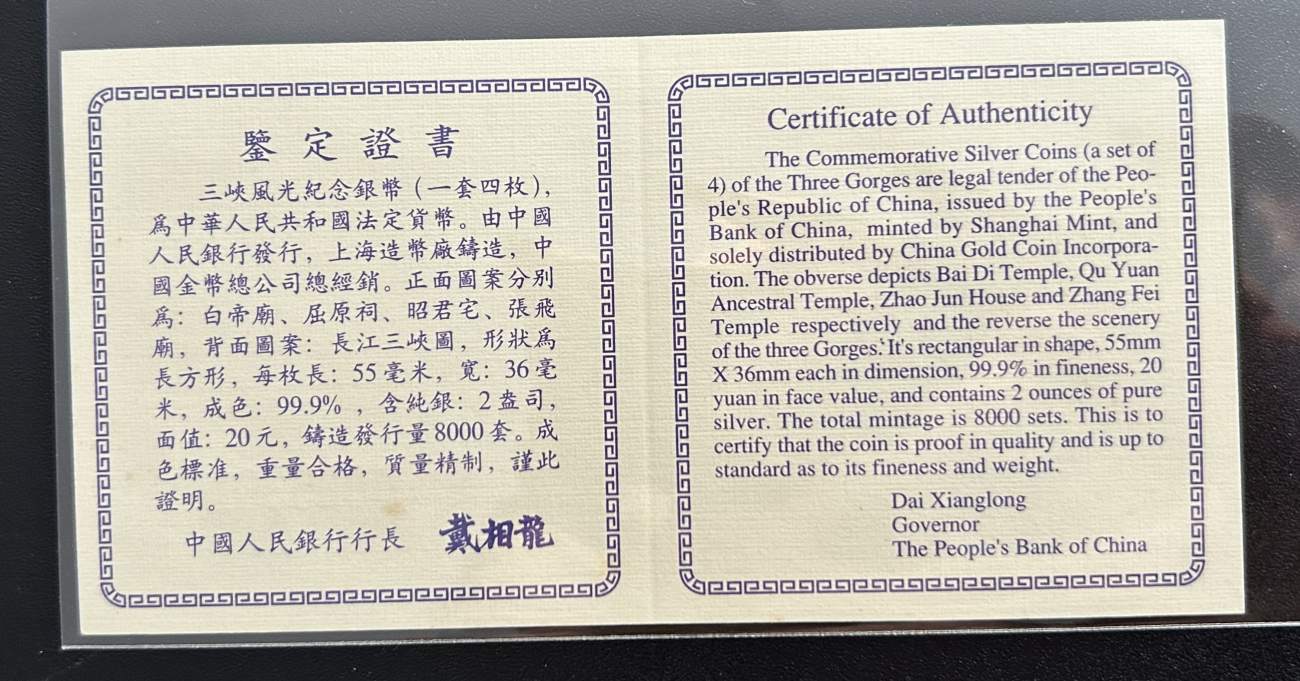 鑒定證書
三峽風光紀念銀幣（一套四枚），
爲中華人民共和國法定貨幣。由中國
人民銀行發行，上海造幣廠鑄造，中
國金幣總公司總經銷。正面圖案分别
爲：白帝廟、屈原祠、昭君宅、張飛
廟，背面圖案：長江三峽圖，形狀爲
長方形，每枚長：55毫米，寬：36毫
米，成色：99.9%，含純銀：2盎司，
面值：20元，鑄造發行量8000套。成
色標准，重量合格，質量精制，謹此
證明。
中國人民銀行行長 戴相龍
Certificate of Authenticity
The Commemorative Silver Coins (a set of
4) of the Three Gorges are legal tender of the Peo-
ple's Republic of China, issued by the People's
Bank of China, minted by Shanghai Mint, and
solely distributed by China Gold Coin Incorpora-
tion. The obverse depicts Bai Di Temple, Qu Yuan
Ancestral Temple, Zhao Jun House and Zhang Fei
Temple respectively and the reverse the scenery
of the three Gorges. It's rectangular in shape, 55mm
X 36mm each in dimension, 99.9% in fineness, 20
yuan in face value, and contains 2 ounces of pure
silver. The total mintage is 8000 sets. This is to
certify that the coin is proof in quality and is up to
standard as to its fineness and weight.
Dai Xianglong
Governor
The People's Bank of China